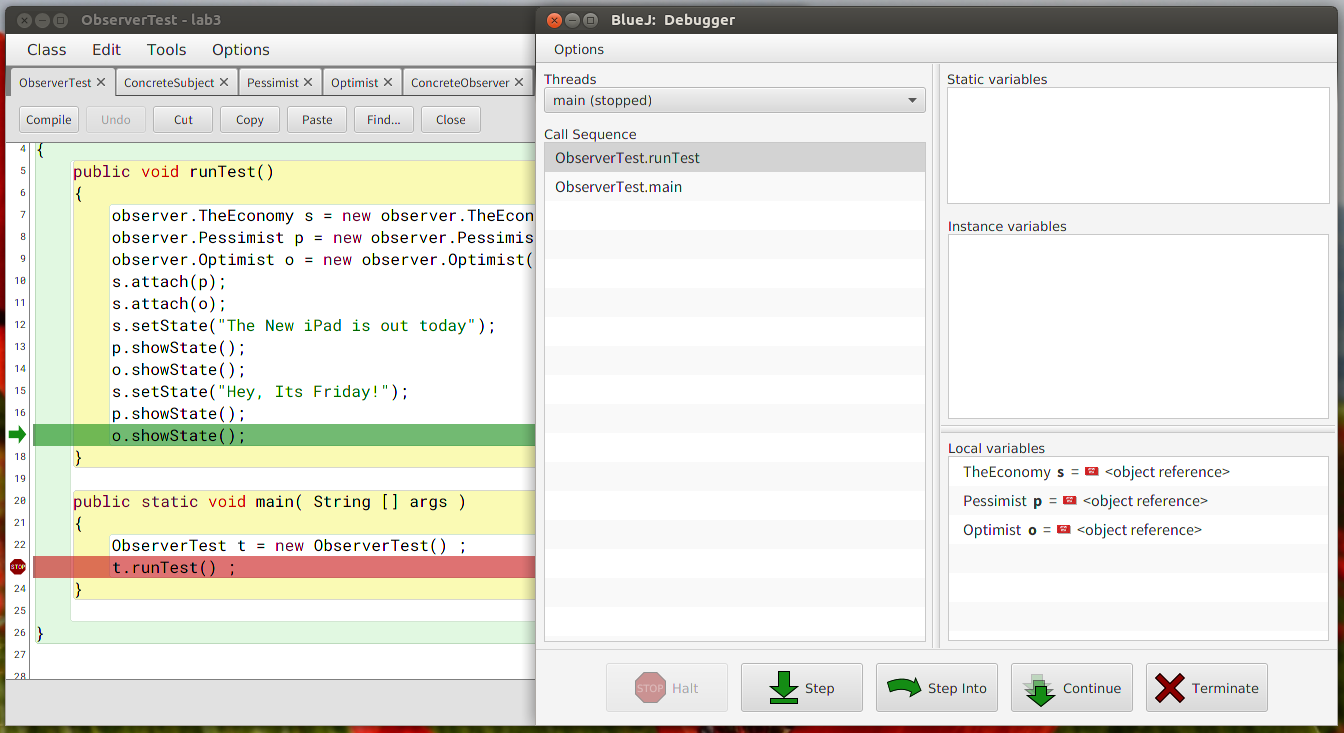 ObserverTest - lab3
Class Edit Tools Options
ObserverTest ConcreteSubject Pessimist Optimist ConcreteObserver
Compile Undo Cut Copy Paste Find... Close
4 {
5 public void runTest()
6 {
7 observer.TheEconomy s = new observer.TheEcon
8 observer.Pessimist p = new observer.Pessimis
9 observer.Optimist o = new observer.Optimist(
10 s.attach(p);
11 s.attach(o);
12 s.setState("The New iPad is out today");
13 p.showState();
14 o.showState();
15 s.setState("Hey, Its Friday!");
16 p.showState();
o.showState();
18 }
19
20 public static void main( String [] args )
21 {
22 ObserverTest t = new ObserverTest() ;
STOP t.runTest() ;
24 }
25
26 }
27
28
BlueJ: Debugger
Options
Threads
main (stopped)
Call Sequence
ObserverTest.runTest
ObserverTest.main
Static variables
Instance variables
Local variables
TheEconomy s = <object reference>
Pessimist p = <object reference>
Optimist o = <object reference>
STOP Halt Step Step Into Continue Terminate